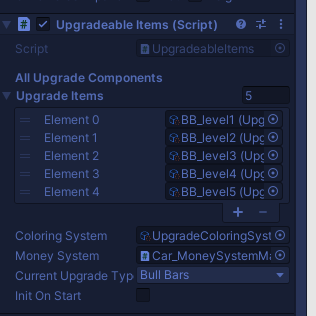 Upgradeable Items (Script)
Script UpgradeableItems
All Upgrade Components
Upgrade Items 5
Element 0 BB_level1 (Upg
Element 1 BB_level2 (Upg
Element 2 BB_level3 (Upg
Element 3 BB_level4 (Upg
Element 4 BB_level5 (Upg
Coloring System UpgradeColoringSyst
Money System Car_MoneySystemMa
Current Upgrade Typ Bull Bars
Init On Start